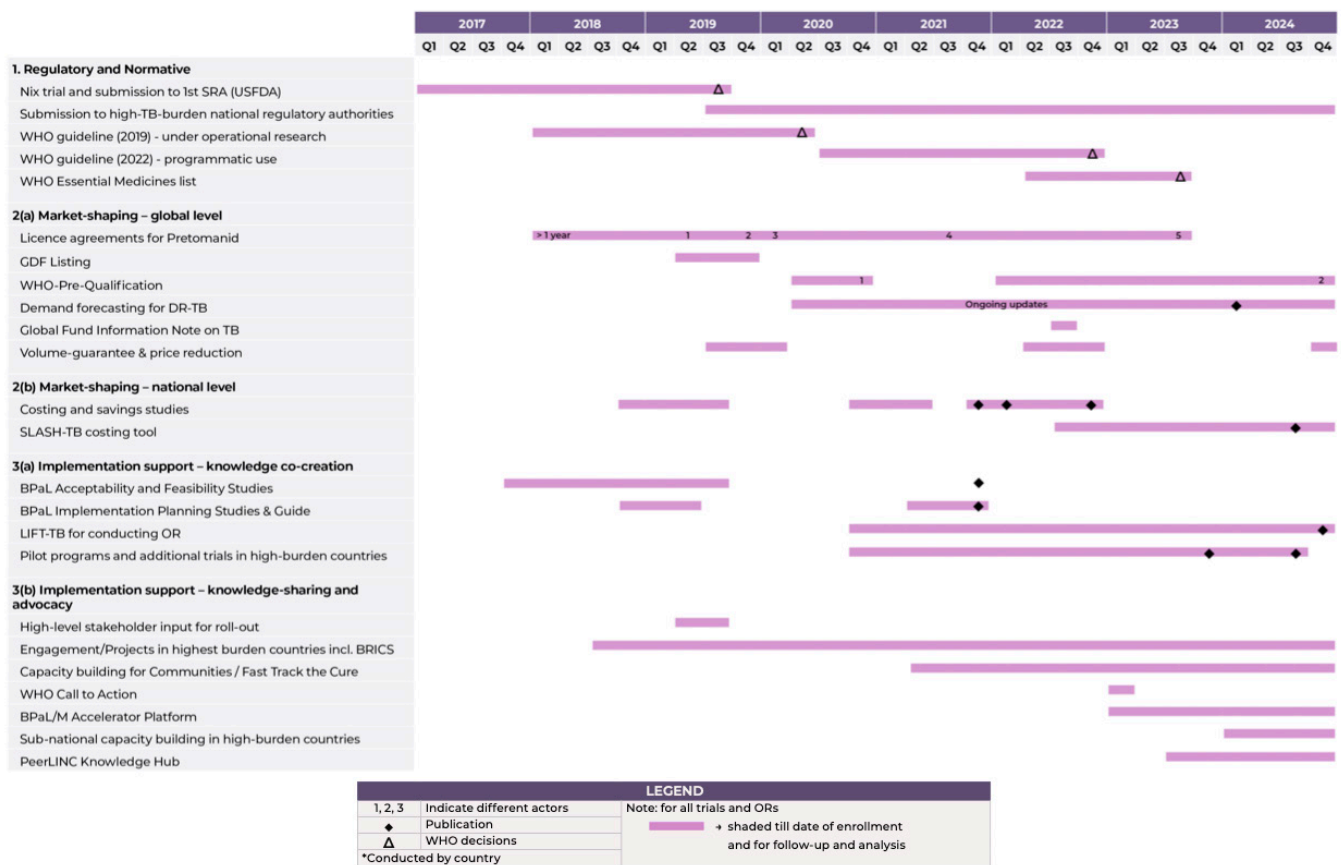 2017 2018 2019 2020 2021 2022 2023 2024
Q1 Q2 Q3 Q4 Q1 Q2 Q3 Q4 Q1 Q2 Q3 Q4 Q1 Q2 Q3 Q4 Q1 Q2 Q3 Q4 Q1 Q2 Q3 Q4 Q1 Q2 Q3 Q4 Q1 Q2 Q3 Q4
1. Regulatory and Normative
Nix trial and submission to 1st SRA (USFDA)
Submission to high-TB-burden national regulatory authorities
WHO guideline (2019) - under operational research
WHO guideline (2022) - programmatic use
WHO Essential Medicines list
2(a) Market-shaping – global level
Licence agreements for Pretomanid > 1 year 1 2 3 4 5
GDF Listing
WHO-Pre-Qualification 1 2
Demand forecasting for DR-TB Ongoing updates
Global Fund Information Note on TB
Volume-guarantee & price reduction
2(b) Market-shaping – national level
Costing and savings studies
SLASH-TB costing tool
3(a) Implementation support – knowledge co-creation
BPaL Acceptability and Feasibility Studies
BPaL Implementation Planning Studies & Guide
LIFT-TB for conducting OR
Pilot programs and additional trials in high-burden countries
3(b) Implementation support – knowledge-sharing and
advocacy
High-level stakeholder input for roll-out
Engagement/Projects in highest burden countries incl. BRICS
Capacity building for Communities / Fast Track the Cure
WHO Call to Action
BPaL/M Accelerator Platform
Sub-national capacity building in high-burden countries
PeerLINC Knowledge Hub
LEGEND
1, 2, 3 Indicate different actors
◆ Publication
Δ WHO decisions
*Conducted by country
Note: for all trials and ORs
→ shaded till date of enrollment
and for follow-up and analysis